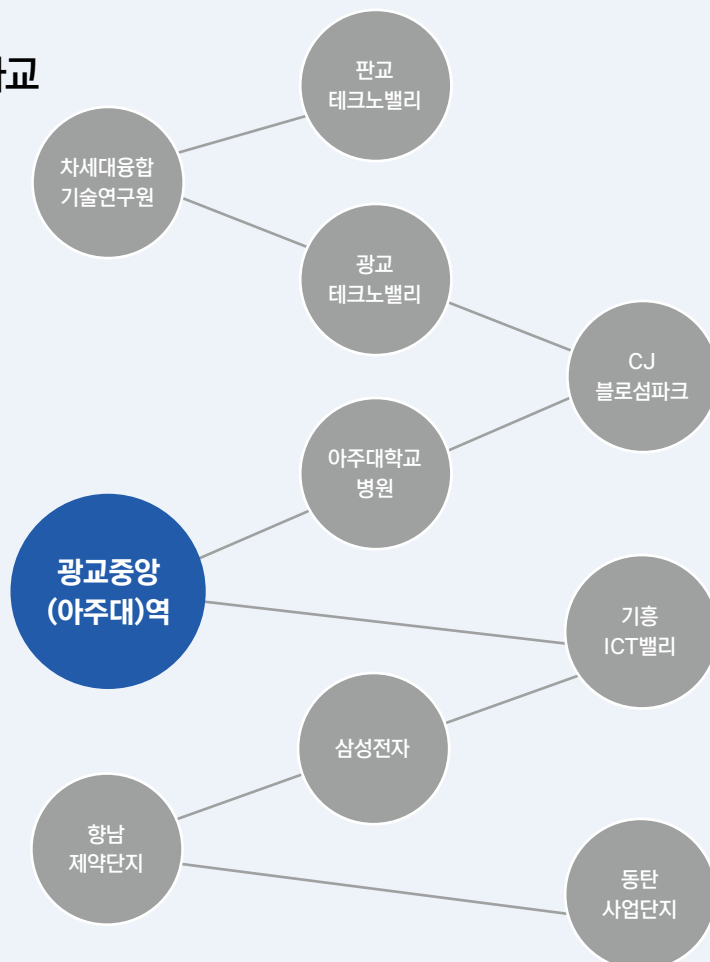 판교
테크노밸리
차세대융합
기술연구원
광교
테크노밸리
CJ
블로섬파크
아주대학교
병원
광교중앙
(아주대)역
기흥
ICT밸리
삼성전자
향남
제약단지
동탄
사업단지